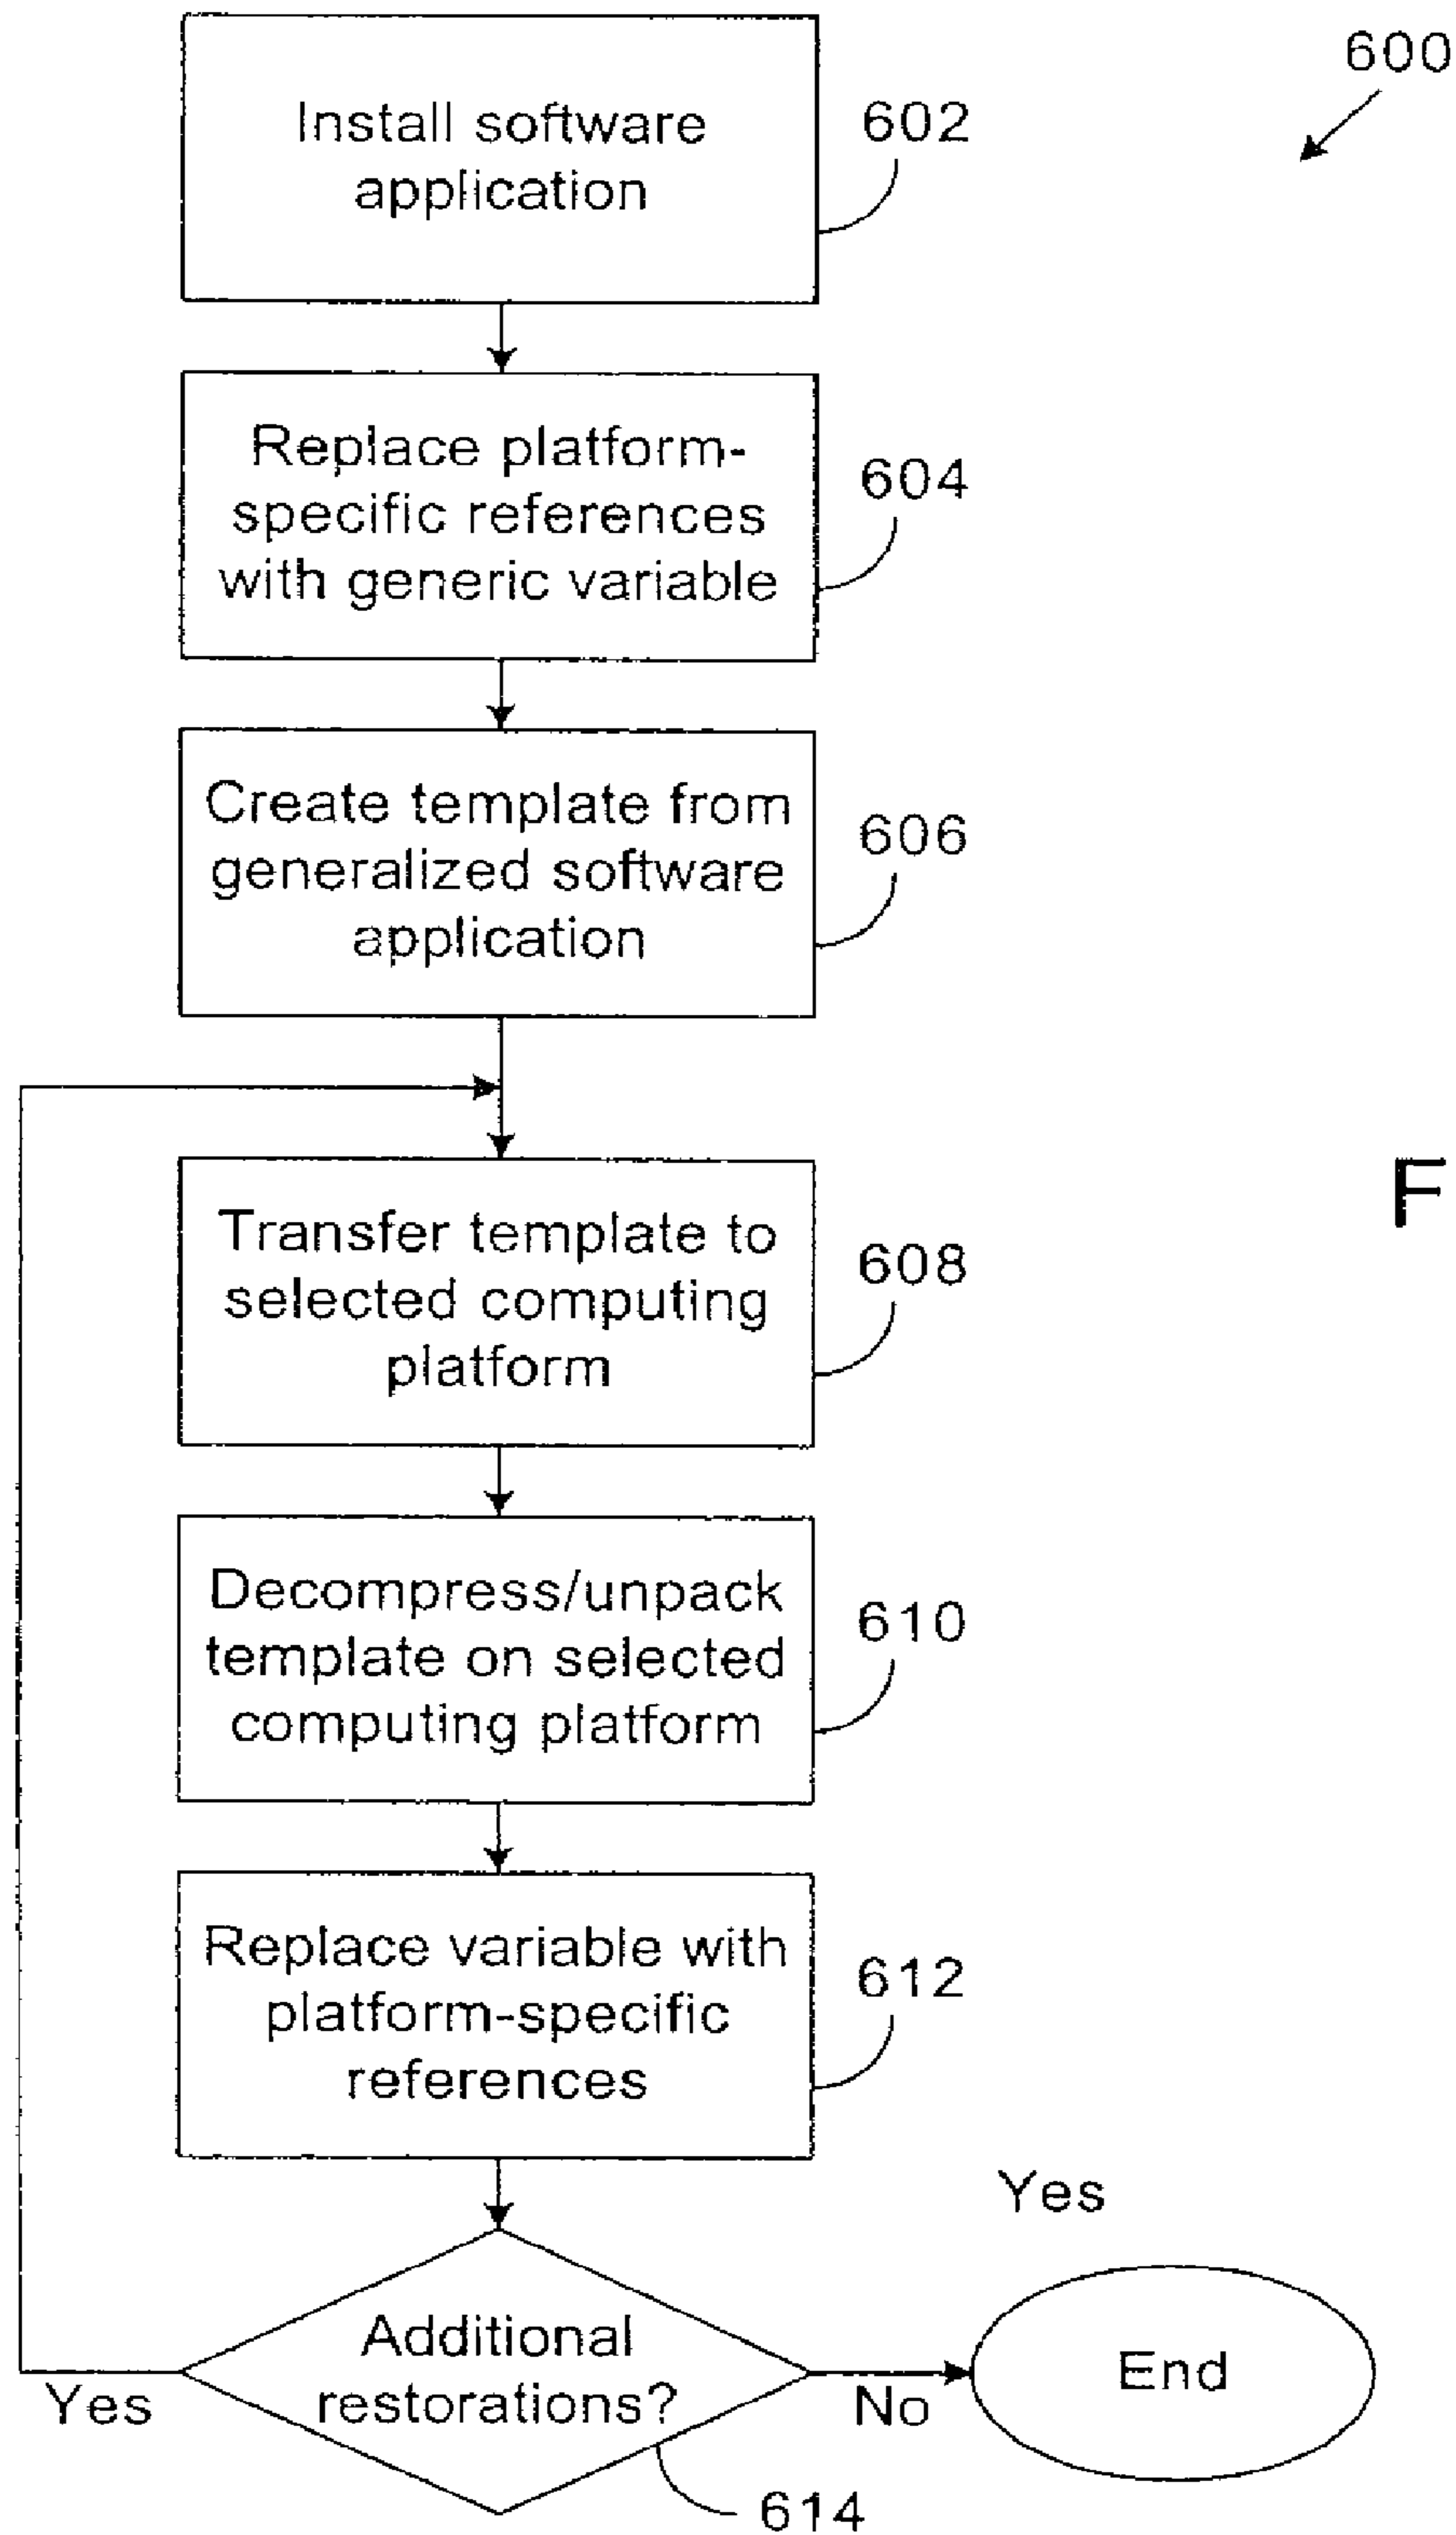 600
Install software
application
602
Replace platform-
specific references
with generic variable
604
Create template from
generalized software
application
606
Transfer template to
selected computing
platform
608
F
Decompress/unpack
template on selected
computing platform
610
Replace variable with
platform-specific
references
612
Yes
Additional
restorations?
Yes
No
End
614